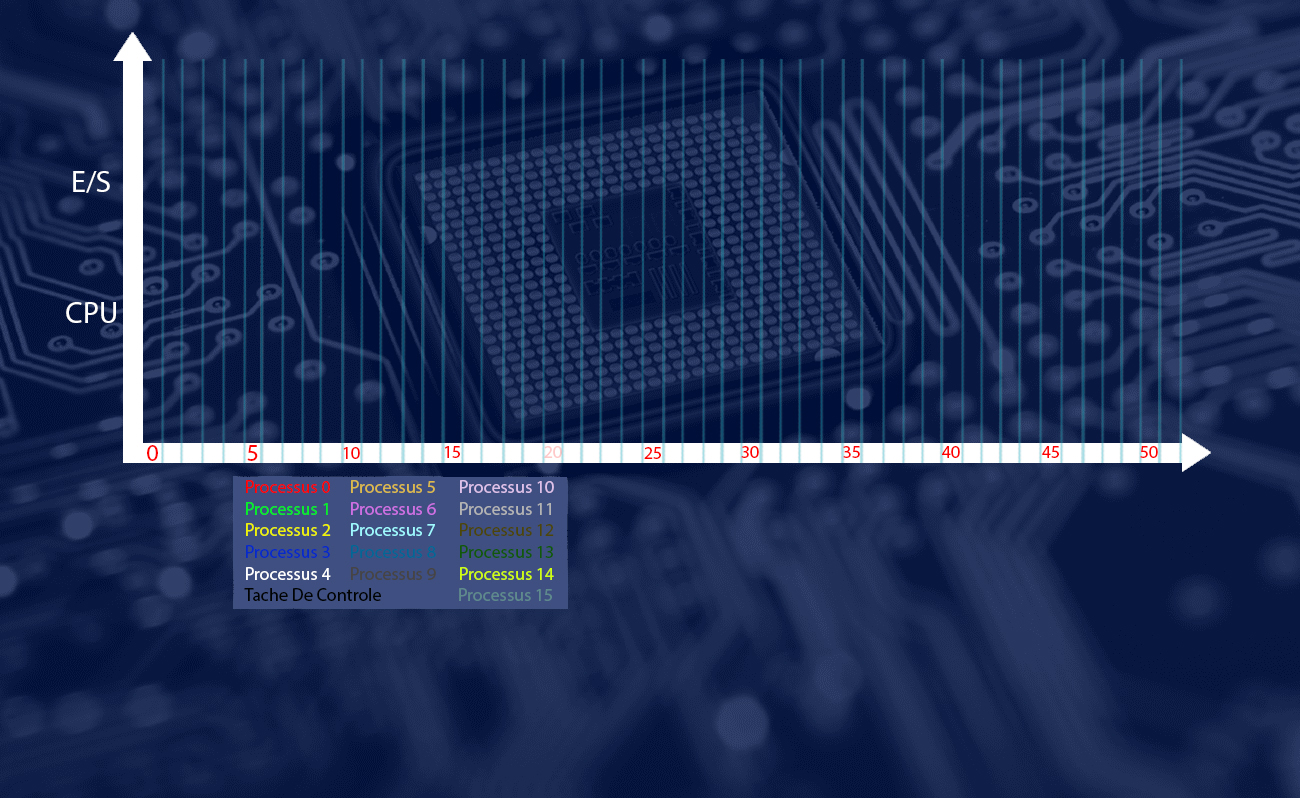 E/S
CPU
0 5 10 15 20 25 30 35 40 45 50
Processus 0 Processus 5 Processus 10
Processus 1 Processus 6 Processus 11
Processus 2 Processus 7 Processus 12
Processus 3 Processus 8 Processus 13
Processus 4 Processus 9 Processus 14
Tache De Controle Processus 15